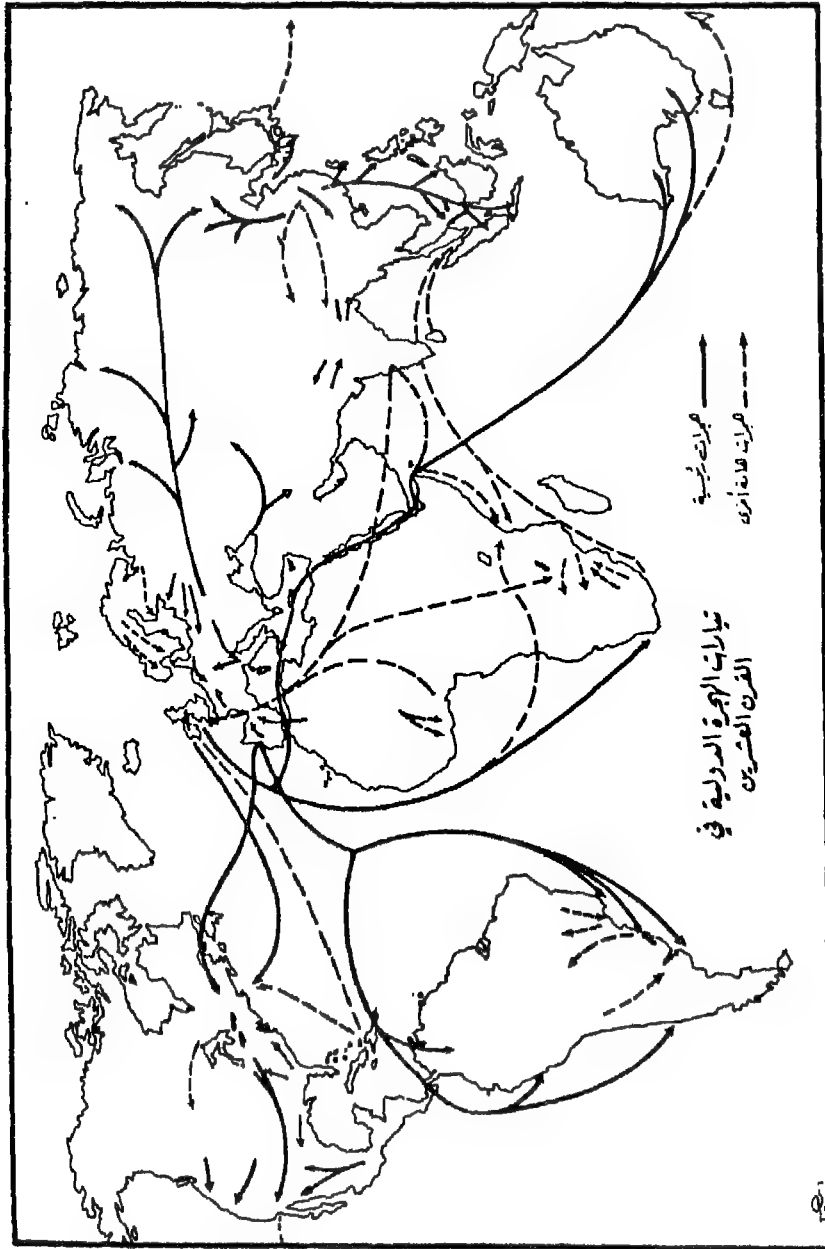 تيارات الهجرة الدولية في
القرن العشرين
هجرات رئيسية
هجرات هامة أخرى